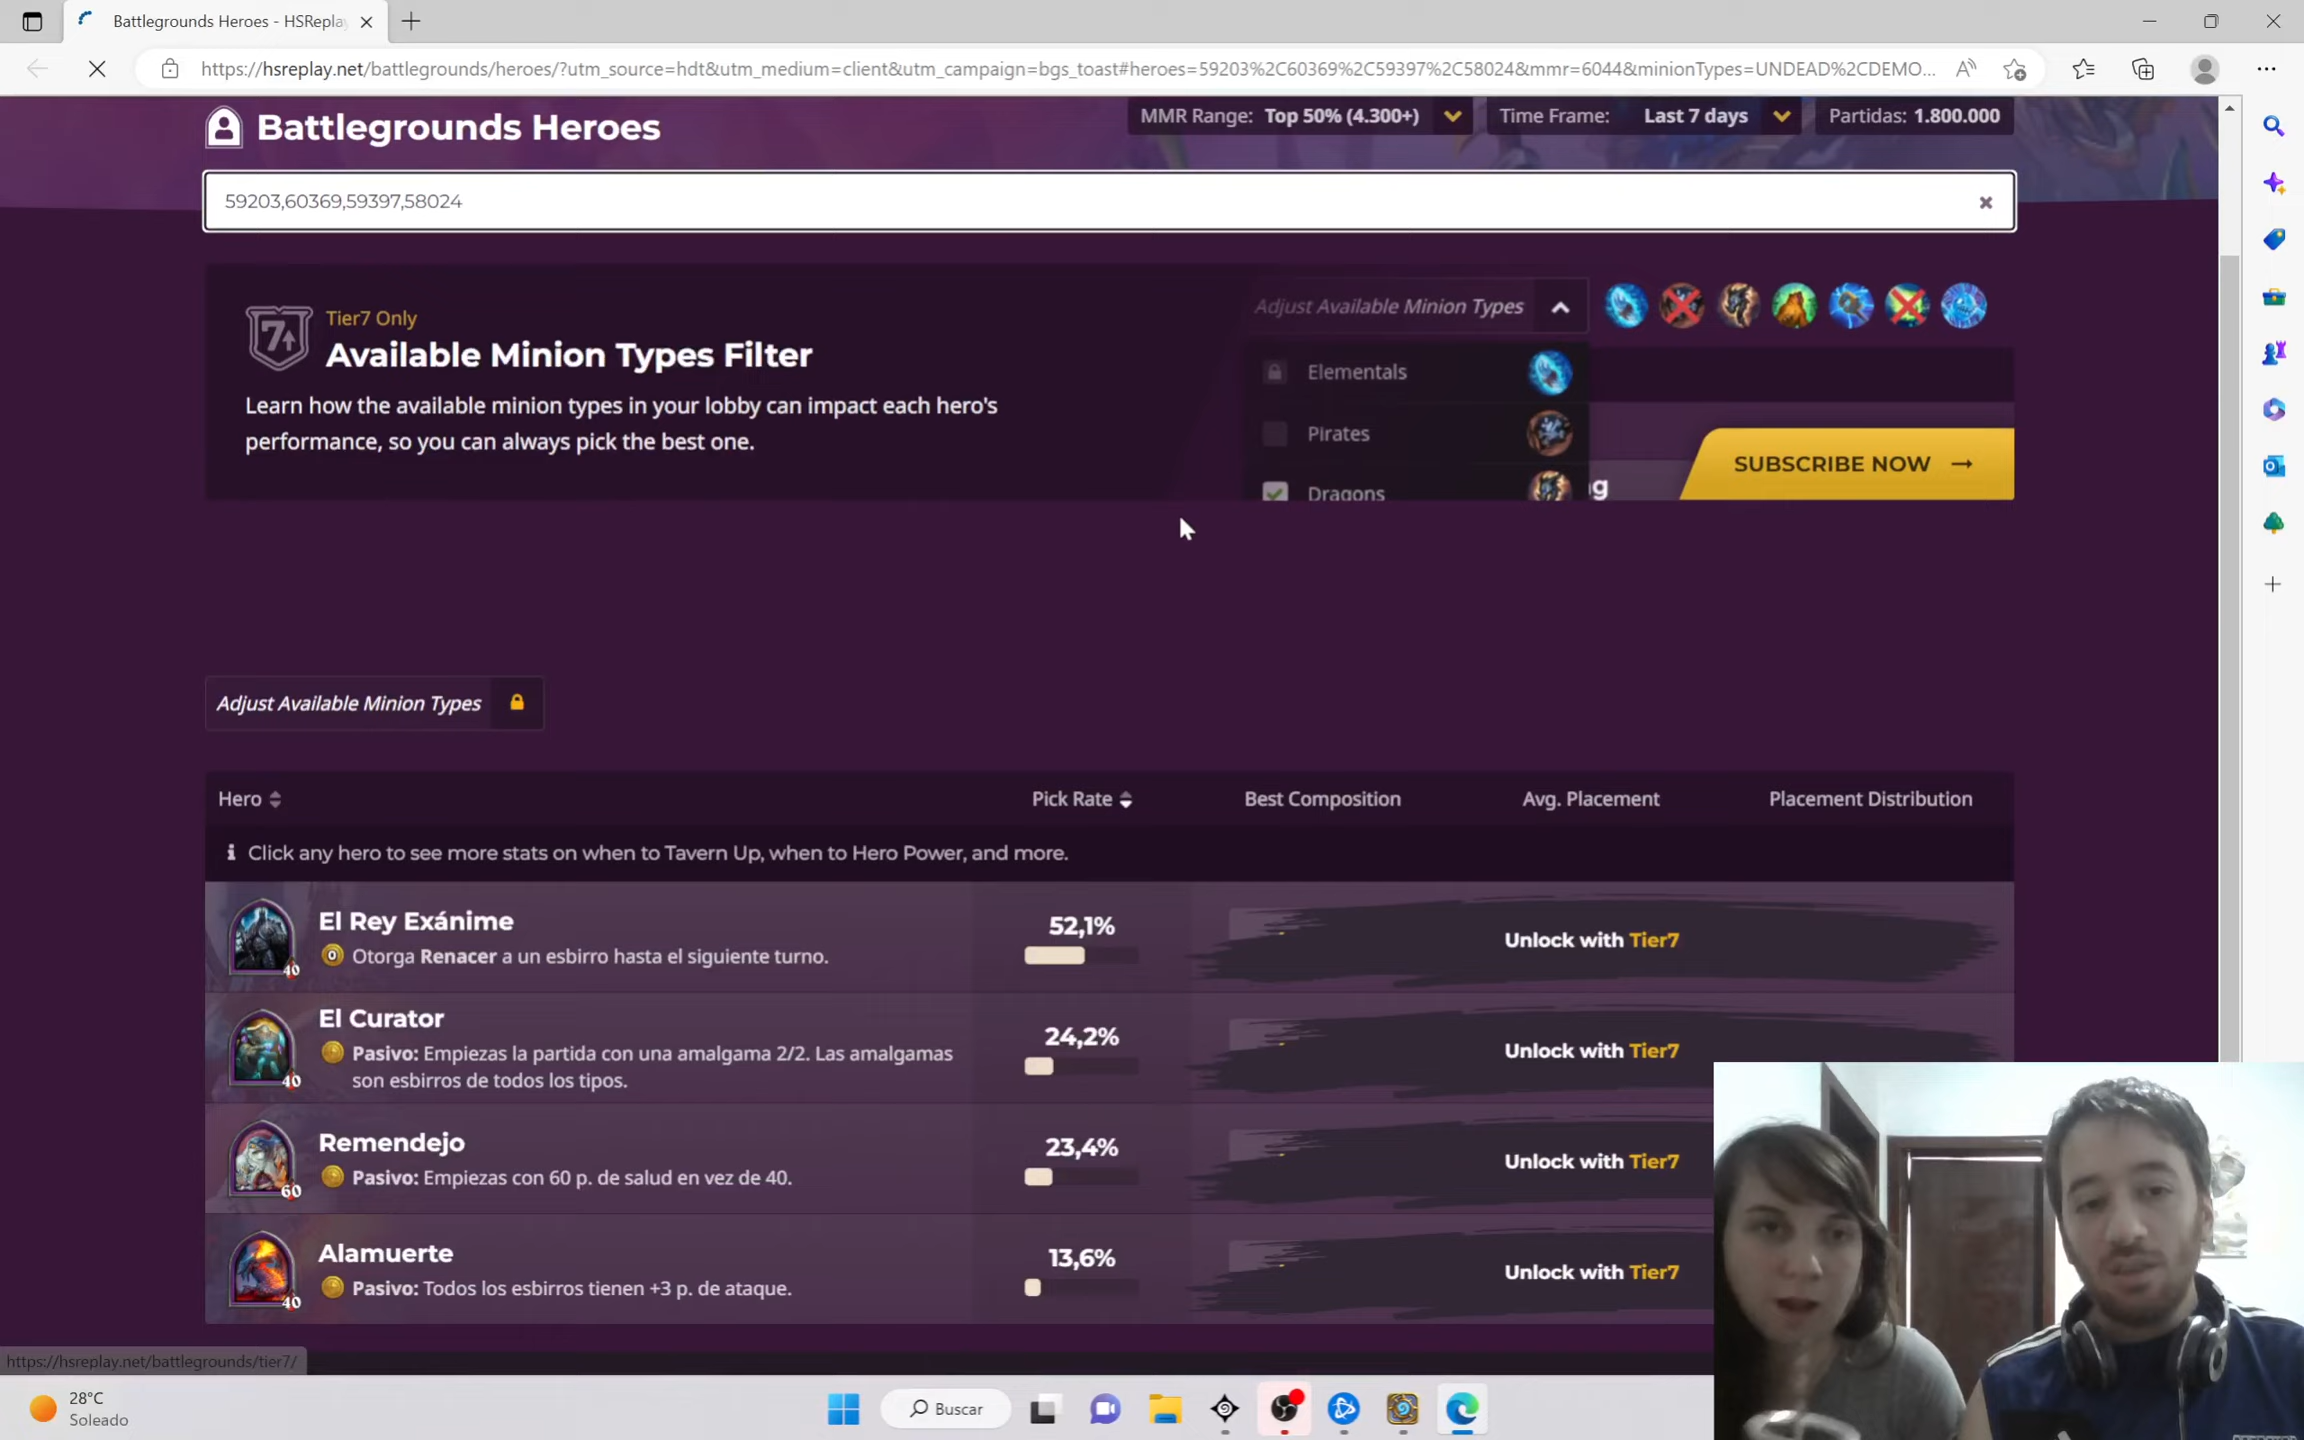 Battlegrounds Heroes - HSRepla
https://hsreplay.net/battlegrounds/heroes/?utm_source=hdt&utm_medium=client&utm_campaign=bgs_toast#heroes=59203%2C60369%2C59397%2C58024&mmr=6044&minionTypes=UNDEAD%2CDEMO...
Battlegrounds Heroes
MMR Range: Top 50% (4.300+)
Time Frame: Last 7 days
Partidas: 1.800.000
59203,60369,59397,58024
Tier7 Only
Available Minion Types Filter
Learn how the available minion types in your lobby can impact each hero's
performance, so you can always pick the best one.
Adjust Available Minion Types
Elementals
Pirates
Dragons
g
SUBSCRIBE NOW →
Adjust Available Minion Types
Hero
Pick Rate
Best Composition
Avg. Placement
Placement Distribution
Click any hero to see more stats on when to Tavern Up, when to Hero Power, and more.
El Rey Exánime
0 Otorga Renacer a un esbirro hasta el siguiente turno.
40
52,1%
Unlock with Tier7
El Curator
Pasivo: Empiezas la partida con una amalgama 2/2. Las amalgamas
son esbirros de todos los tipos.
40
24,2%
Unlock with Tier7
Remendejo
Pasivo: Empiezas con 60 p. de salud en vez de 40.
60
23,4%
Unlock with Tier7
Alamuerte
Pasivo: Todos los esbirros tienen +3 p. de ataque.
40
13,6%
Unlock with Tier7
https://hsreplay.net/battlegrounds/tier7/
28°C
Soleado
Buscar